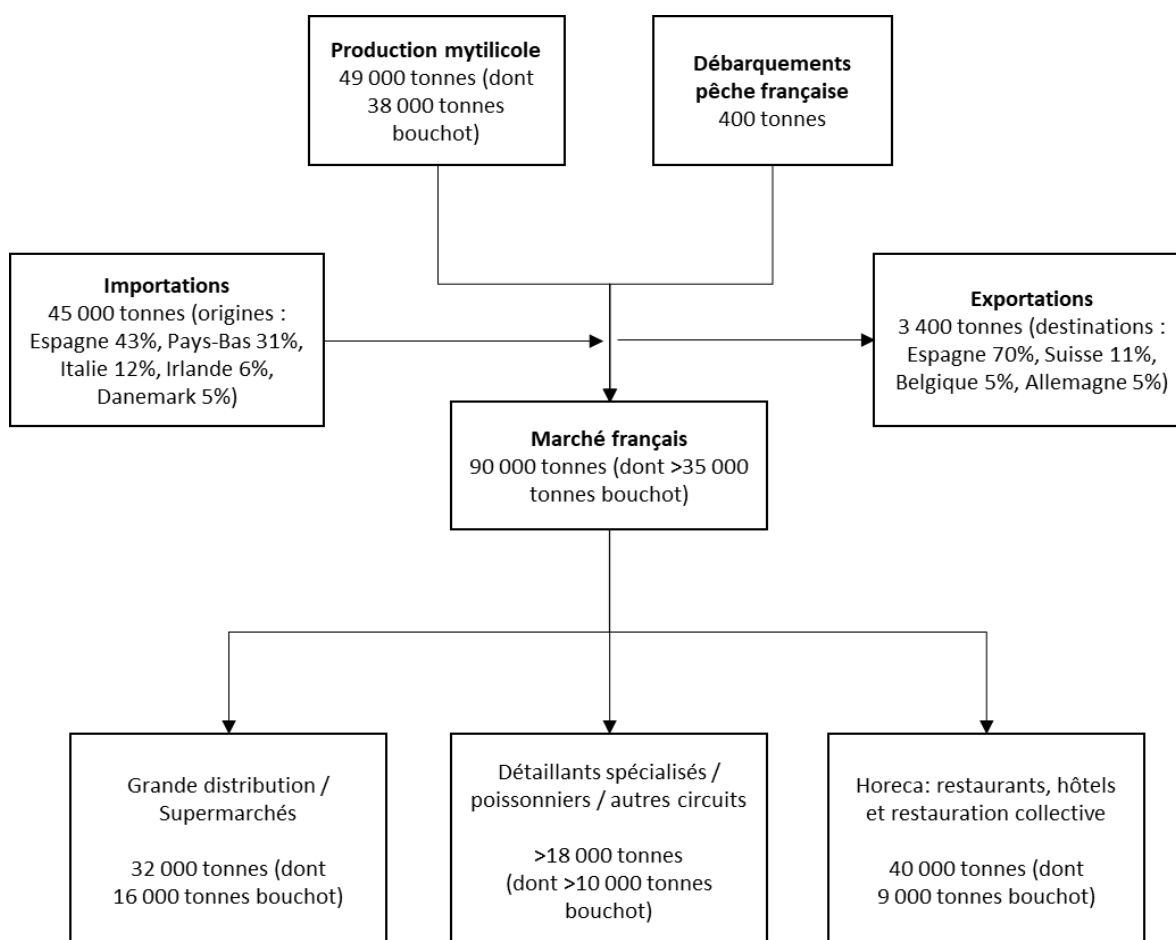 Production mytilicole
49 000 tonnes (dont
38 000 tonnes
bouchot)
Débarquements
pêche française
400 tonnes
Importations
45 000 tonnes (origines :
Espagne 43%, Pays-Bas 31%,
Italie 12%, Irlande 6%,
Danemark 5%)
Exportations
3 400 tonnes (destinations :
Espagne 70%, Suisse 11%,
Belgique 5%, Allemagne 5%)
Marché français
90 000 tonnes (dont >35 000
tonnes bouchot)
Grande distribution /
Supermarchés
32 000 tonnes (dont
16 000 tonnes bouchot)
Détaillants spécialisés /
poissonniers / autres circuits
>18 000 tonnes
(dont >10 000 tonnes
bouchot)
Horeca: restaurants, hôtels
et restauration collective
40 000 tonnes (dont
9 000 tonnes bouchot)